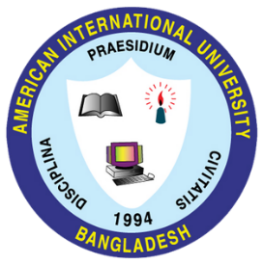 AMERICAN INTERNATIONAL UNIVERSITY
PRAESIDIUM
DISCIPLINA
CIVITATIS
1994
BANGLADESH